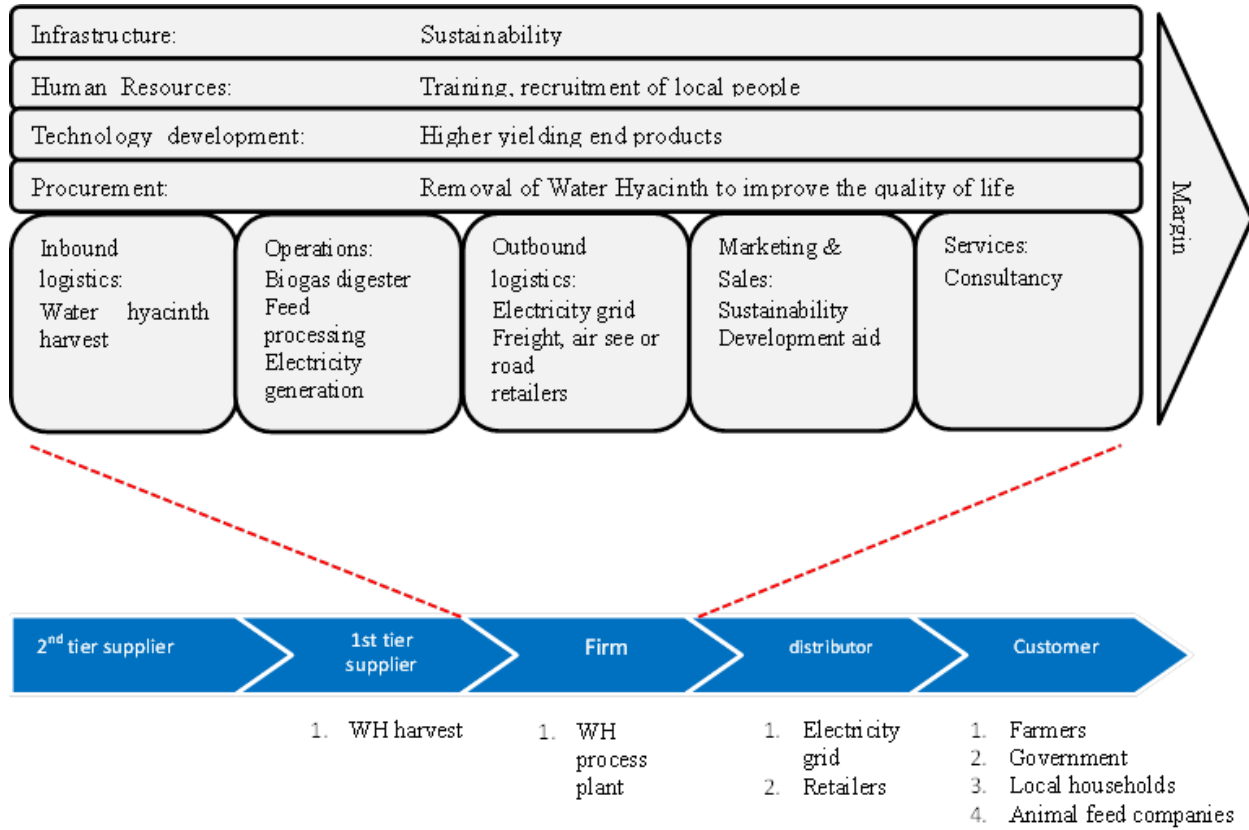 Infrastructure: Sustainability
Human Resources: Training, recruitment of local people
Technology development: Higher yielding end products
Procurement: Removal of Water Hyacinth to improve the quality of life
Margin
Inbound
logistics:
Water hyacinth
harvest
Operations:
Biogas digester
Feed
processing
Electricity
generation
Outbound
logistics:
Electricity grid
Freight, air see or
road
retailers
Marketing &
Sales:
Sustainability
Development aid
Services:
Consultancy
2nd tier supplier
1st tier
supplier
Firm
distributor
Customer
1. WH harvest
1. WH
process
plant
1. Electricity
grid
2. Retailers
1. Farmers
2. Government
3. Local households
4. Animal feed companies